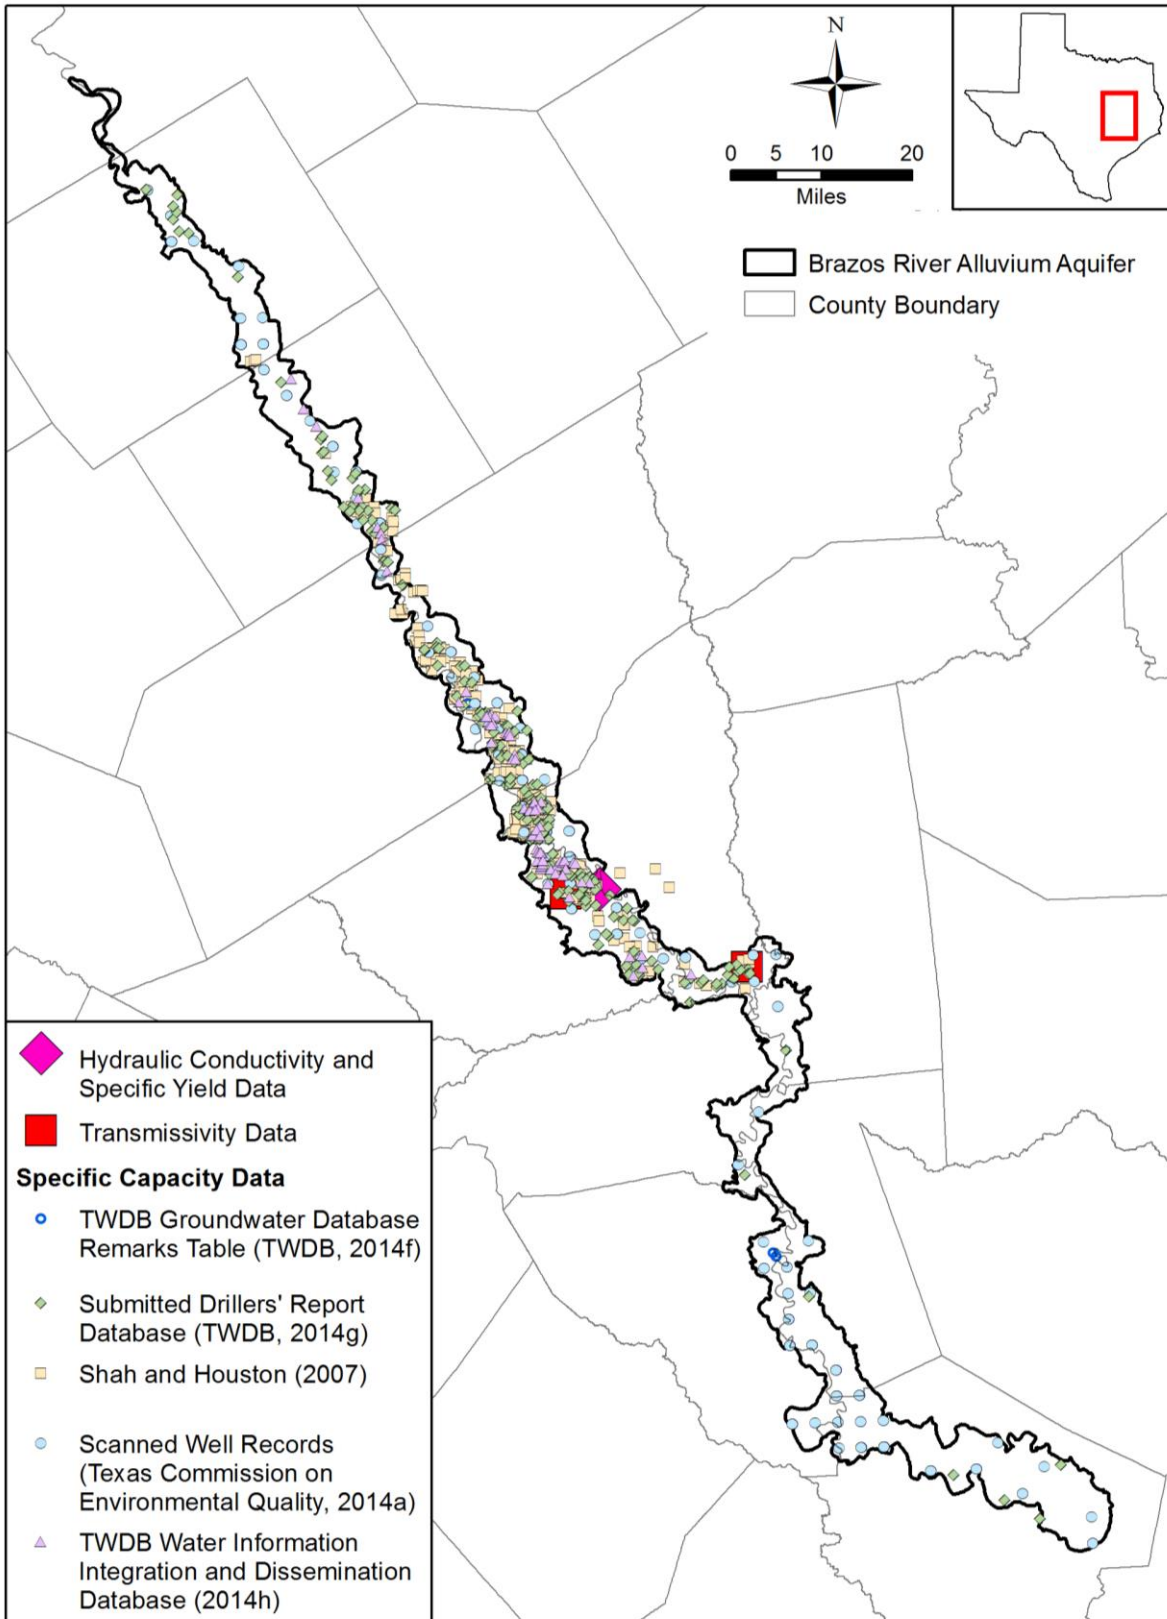 N
0 5 10 20
Miles
Brazos River Alluvium Aquifer
County Boundary
Hydraulic Conductivity and
Specific Yield Data
Transmissivity Data
Specific Capacity Data
TWDB Groundwater Database
Remarks Table (TWDB, 2014f)
Submitted Drillers' Report
Database (TWDB, 2014g)
Shah and Houston (2007)
Scanned Well Records
(Texas Commission on
Environmental Quality, 2014a)
TWDB Water Information
Integration and Dissemination
Database (2014h)